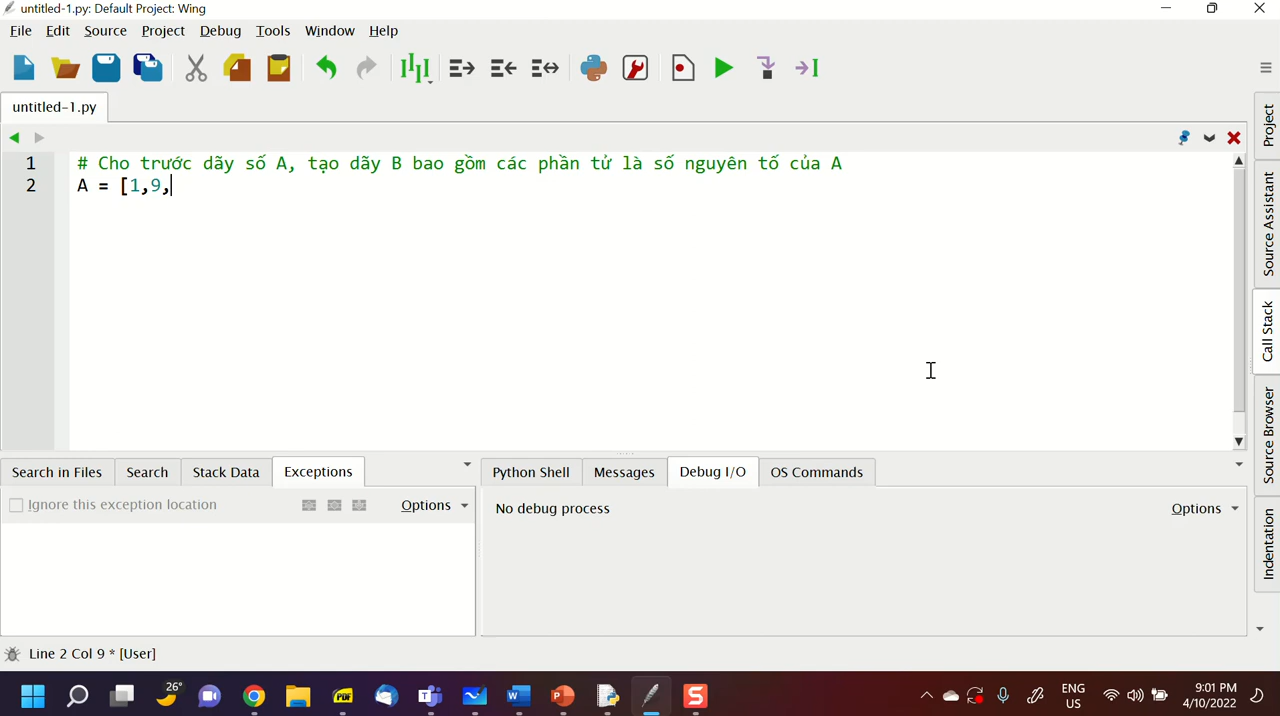 untitled-1.py: Default Project: Wing
File Edit Source Project Debug Tools Window Help
untitled-1.py
1 # Cho trước dãy số A, tạo dãy B bao gồm các phần tử là số nguyên tố của A
2 A = [1,9,
Project
Source Assistant
Call Stack
Source Browser
Indentation
Search in Files Search Stack Data Exceptions
Ignore this exception location Options
Python Shell Messages Debug I/O OS Commands
No debug process Options
Line 2 Col 9 * [User]
26°
PDF
ENG
US
9:01 PM
4/10/2022